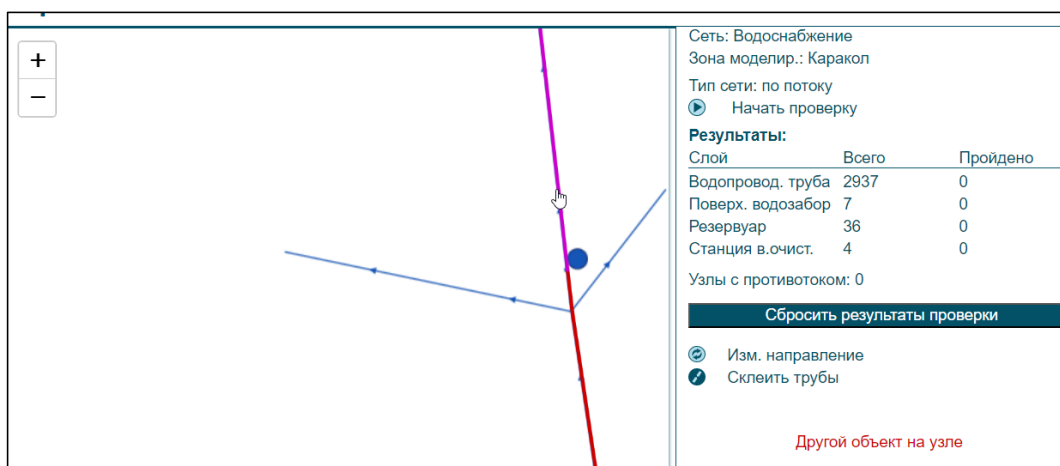 +
−
Сеть: Водоснабжение
Зона моделир.: Каракол
Тип сети: по потоку
Начать проверку
Результаты:
Слой Всего Пройдено
Водопровод. труба 2937 0
Поверх. водозабор 7 0
Резервуар 36 0
Станция в.очист. 4 0
Узлы с противотоком: 0
Сбросить результаты проверки
Изм. направление
Склеить трубы
Другой объект на узле